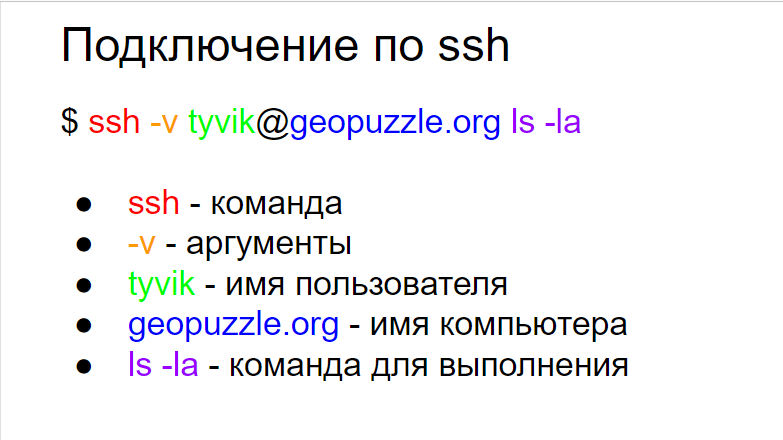 Подключение по ssh
$ ssh -v tyvik@geopuzzle.org ls -la
● ssh - команда
● -v - аргументы
● tyvik - имя пользователя
● geopuzzle.org - имя компьютера
● ls -la - команда для выполнения